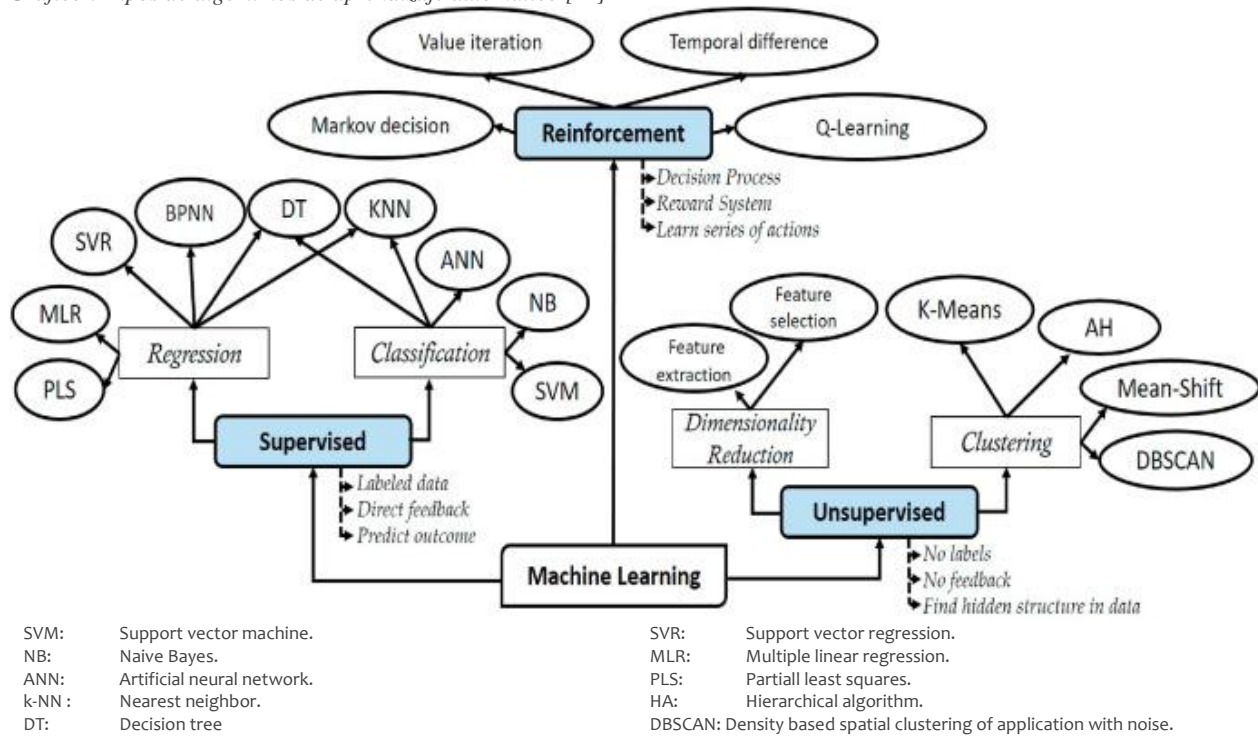 Value iteration
Temporal difference
Markov decision
Reinforcement
Q-Learning
Decision Process
Reward System
Learn series of actions
SVR
BPNN
DT
KNN
ANN
NB
MLR
PLS
Regression
Classification
SVM
Supervised
Labeled data
Direct feedback
Predict outcome
Feature
extraction
Feature
selection
K-Means
AH
Mean-Shift
DBSCAN
Dimensionality
Reduction
Clustering
Unsupervised
No labels
No feedback
Find hidden structure in data
Machine Learning
SVM: Support vector machine.
NB: Naive Bayes.
ANN: Artificial neural network.
k-NN : Nearest neighbor.
DT: Decision tree
SVR: Support vector regression.
MLR: Multiple linear regression.
PLS: Partiall least squares.
HA: Hierarchical algorithm.
DBSCAN: Density based spatial clustering of application with noise.